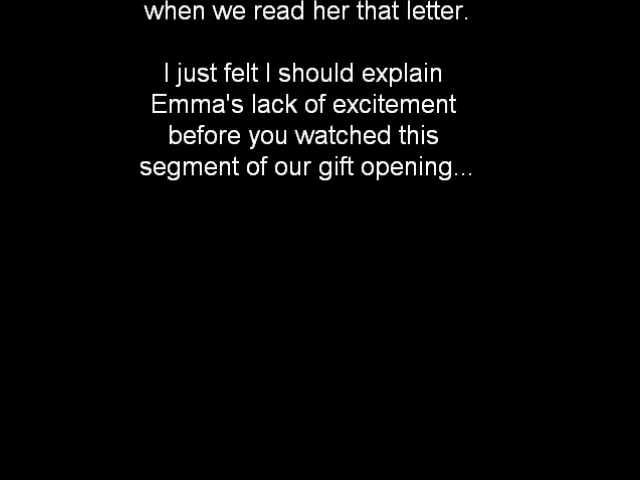 when we read her that letter.
I just felt I should explain
Emma's lack of excitement
before you watched this
segment of our gift opening...